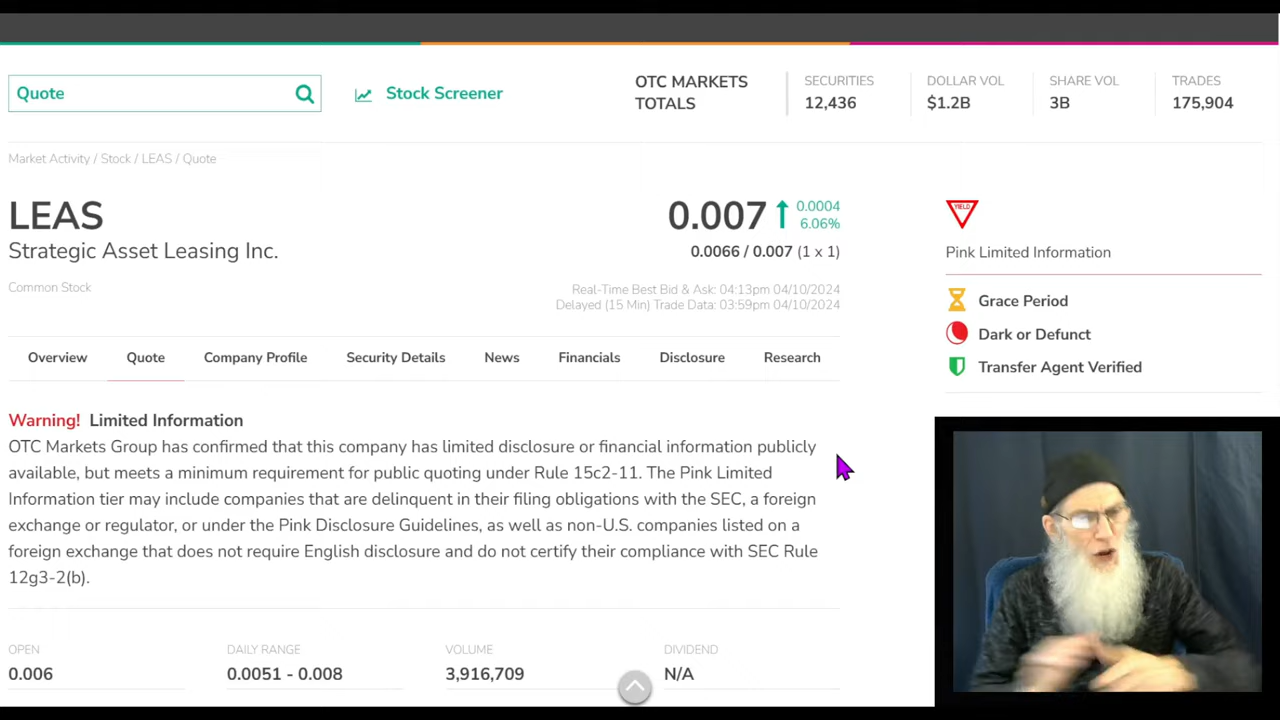 Quote
Stock Screener
OTC MARKETS
TOTALS
SECURITIES
12,436
DOLLAR VOL
$1.2B
SHARE VOL
3B
TRADES
175,904
Market Activity / Stock / LEAS / Quote
LEAS
Strategic Asset Leasing Inc.
Common Stock
0.007
0.0004
6.06%
0.0066 / 0.007 (1 x 1)
Real-Time Best Bid & Ask: 04:13pm 04/10/2024
Delayed (15 Min) Trade Data: 03:59pm 04/10/2024
YIELD
Pink Limited Information
Grace Period
Dark or Defunct
Transfer Agent Verified
Overview Quote Company Profile Security Details News Financials Disclosure Research
Warning! Limited Information
OTC Markets Group has confirmed that this company has limited disclosure or financial information publicly
available, but meets a minimum requirement for public quoting under Rule 15c2-11. The Pink Limited
Information tier may include companies that are delinquent in their filing obligations with the SEC, a foreign
exchange or regulator, or under the Pink Disclosure Guidelines, as well as non-U.S. companies listed on a
foreign exchange that does not require English disclosure and do not certify their compliance with SEC Rule
12g3-2(b).
OPEN
0.006
DAILY RANGE
0.0051 - 0.008
VOLUME
3,916,709
DIVIDEND
N/A